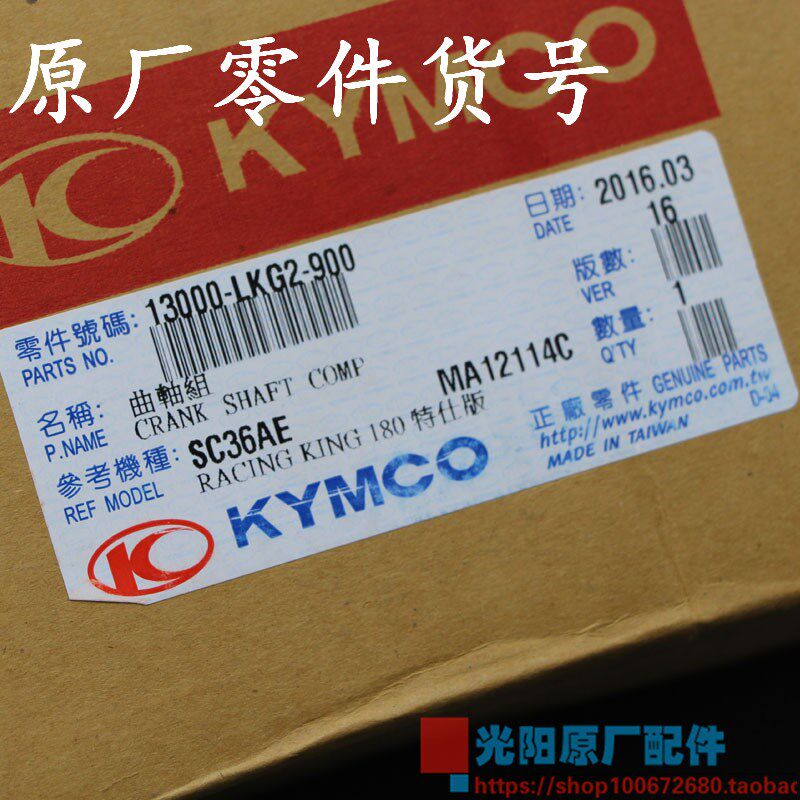 原厂零件货号
KYMCO
零件號碼: 13000-LKG2-900
PARTS NO.
日期: 2016.03
DATE
版數: 16
VER
數量: 1
Q'TY
名稱: 曲軸組
P.NAME CRANK SHAFT COMP
MA12114C
參考機種: SC36AE
REF MODEL RACING KING 180 特仕版
正廠零件 GENUINE PARTS
http://www.kymco.com.tw
MADE IN TAIWAN
D-04
KYMCO
光阳原厂配件
https://shop100672680.taobao